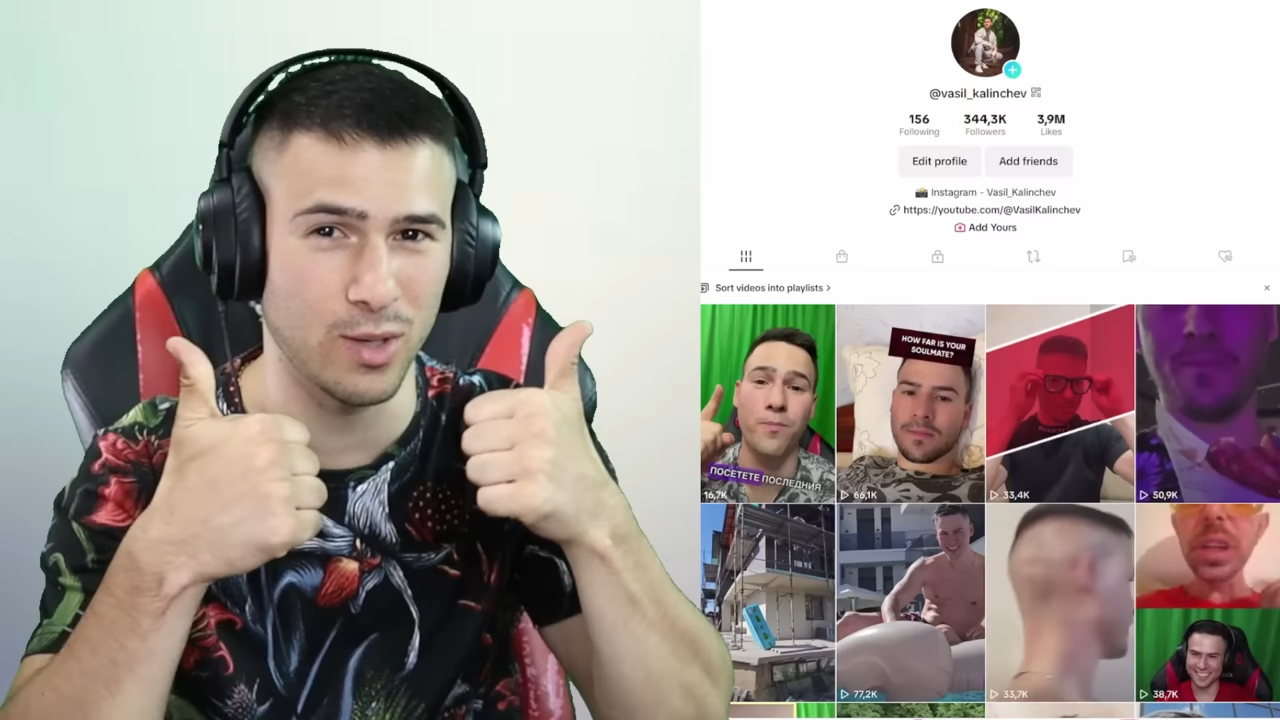 @vasil_kalinchev
156 344,3K 3,9M
Following Followers Likes
Edit profile Add friends
Instagram - Vasil_Kalinchev
https://youtube.com/@VasilKalinchev
Add Yours
Sort videos into playlists
HOW FAR IS YOUR
SOULMATE?
ПОСЕТЕТЕ ПОСЛЕДНИЯ
16,7K 66,1K 33,4K 50,9K
77,2K 33,7K 38,7K